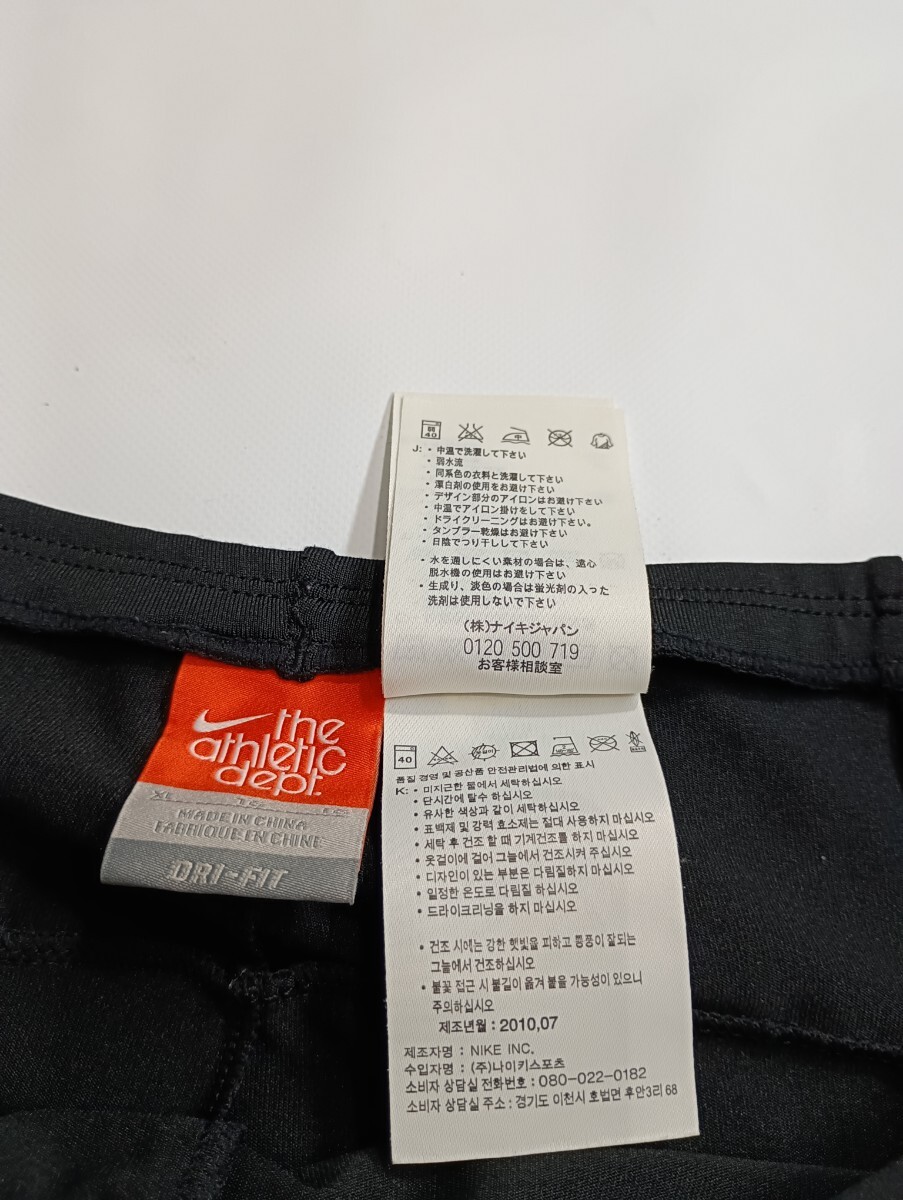 弱
40
中
J: ・中温で洗濯して下さい
・弱水流
・同系色の衣料と洗濯して下さい
・漂白剤の使用をお避け下さい
・デザイン部分のアイロンはお避け下さい
・中温でアイロン掛けをして下さい
・ドライクリーニングはお避け下さい。
・タンブラー乾燥はお避け下さい
・日陰でつり干しして下さい
・水を通しにくい素材の場合は、遠心
脱水機の使用はお避け下さい
・生成り、淡色の場合は蛍光剤の入った
洗剤は使用しないで下さい
(株)ナイキジャパン
0120 500 719
お客様相談室
the
athletic
dept.
XL
MADE IN CHINA
FABRIQUE EN CHINE
DRI-FIT
40
품질 경영 및 공산품 안전관리법에 의한 표시
K: • 미지근한 물에서 세탁하십시오
• 단시간에 탈수 하십시오
• 유사한 색상과 같이 세탁하십시오
• 표백제 및 강력 효소제는 절대 사용하지 마십시오
• 세탁 후 건조 할 때 기계건조를 하지 마십시오
• 옷걸이에 걸어 그늘에서 건조시켜 주십시오
• 디자인이 있는 부분은 다림질하지 마십시오
• 일정한 온도로 다림질 하십시오
• 드라이크리닝을 하지 마십시오
• 건조 시에는 강한 햇빛을 피하고 통풍이 잘되는
그늘에서 건조하십시오
• 불꽃 접근 시 불길이 옮겨 붙을 가능성이 있으니
주의하십시오
제조년월 : 2010,07
제조자명 : NIKE INC.
수입자명 : (주)나이키스포츠
소비자 상담실 전화번호 : 080-022-0182
소비자 상담실 주소 : 경기도 이천시 호법면 후안3리 68